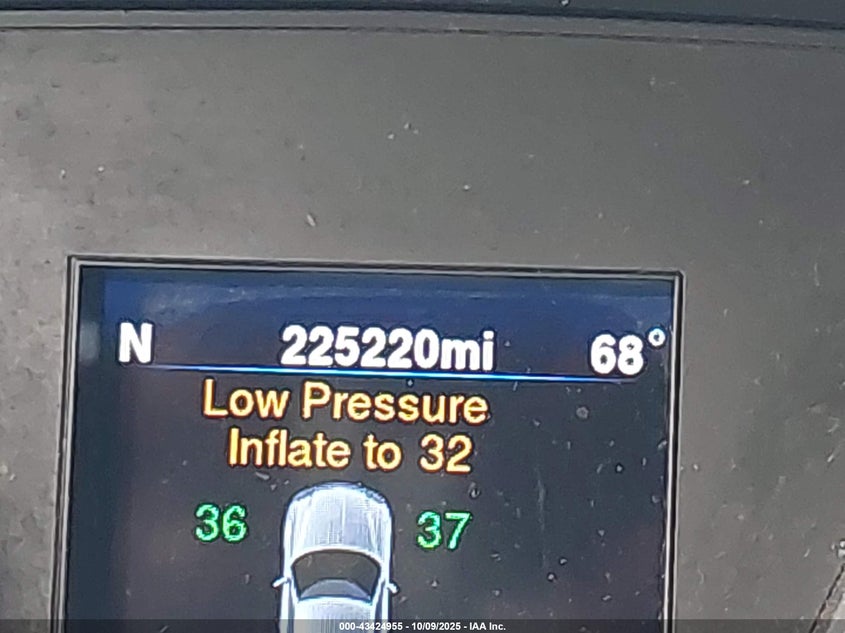 N 225220mi 68°
Low Pressure
Inflate to 32
36 37
000-43424955 - 10/09/2025 - IAA Inc.